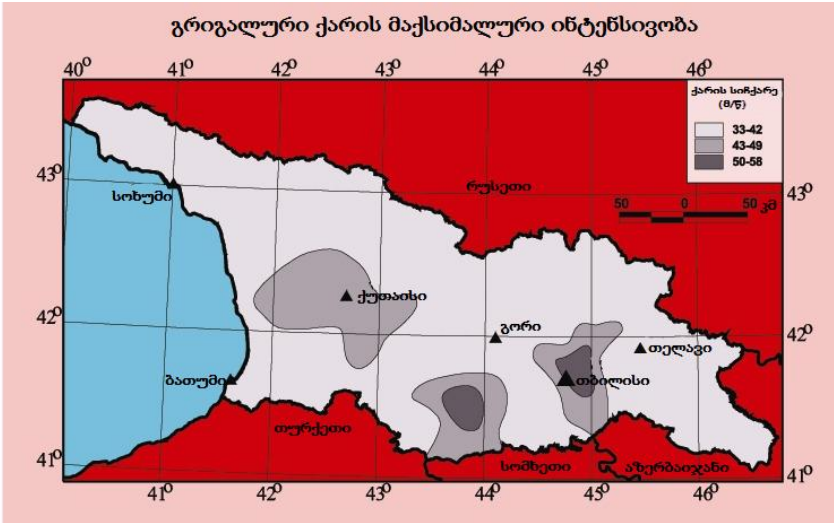 გრიგალური ქარის მაქსიმალური ინტენსივობა
40° 41° 42° 43° 44° 45° 46°
ქარის სიჩქარე
(მ/წ)
33-42
43-49
50-58
43° 43°
რუსეთი
სოხუმი
50 0 50 კმ
ქუთაისი
42° 42°
გორი
თელავი
ბათუმი
თბილისი
თურქეთი
41° 41°
სომხეთი
აზერბაიჯანი
41° 42° 43° 44° 45° 46°